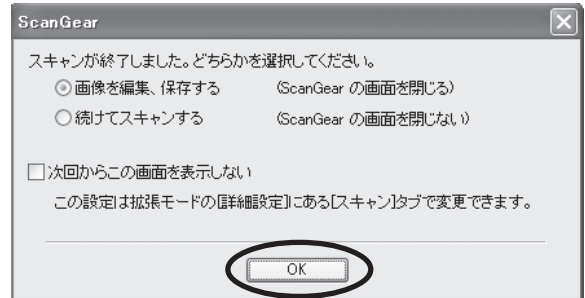 ScanGear
スキャンが終了しました。どちらかを選択してください。
画像を編集、保存する (ScanGear の画面を閉じる)
続けてスキャンする (ScanGear の画面を閉じない)
次回からこの画面を表示しない
この設定は拡張モードの[詳細設定]にある[スキャン]タブで変更できます。
OK